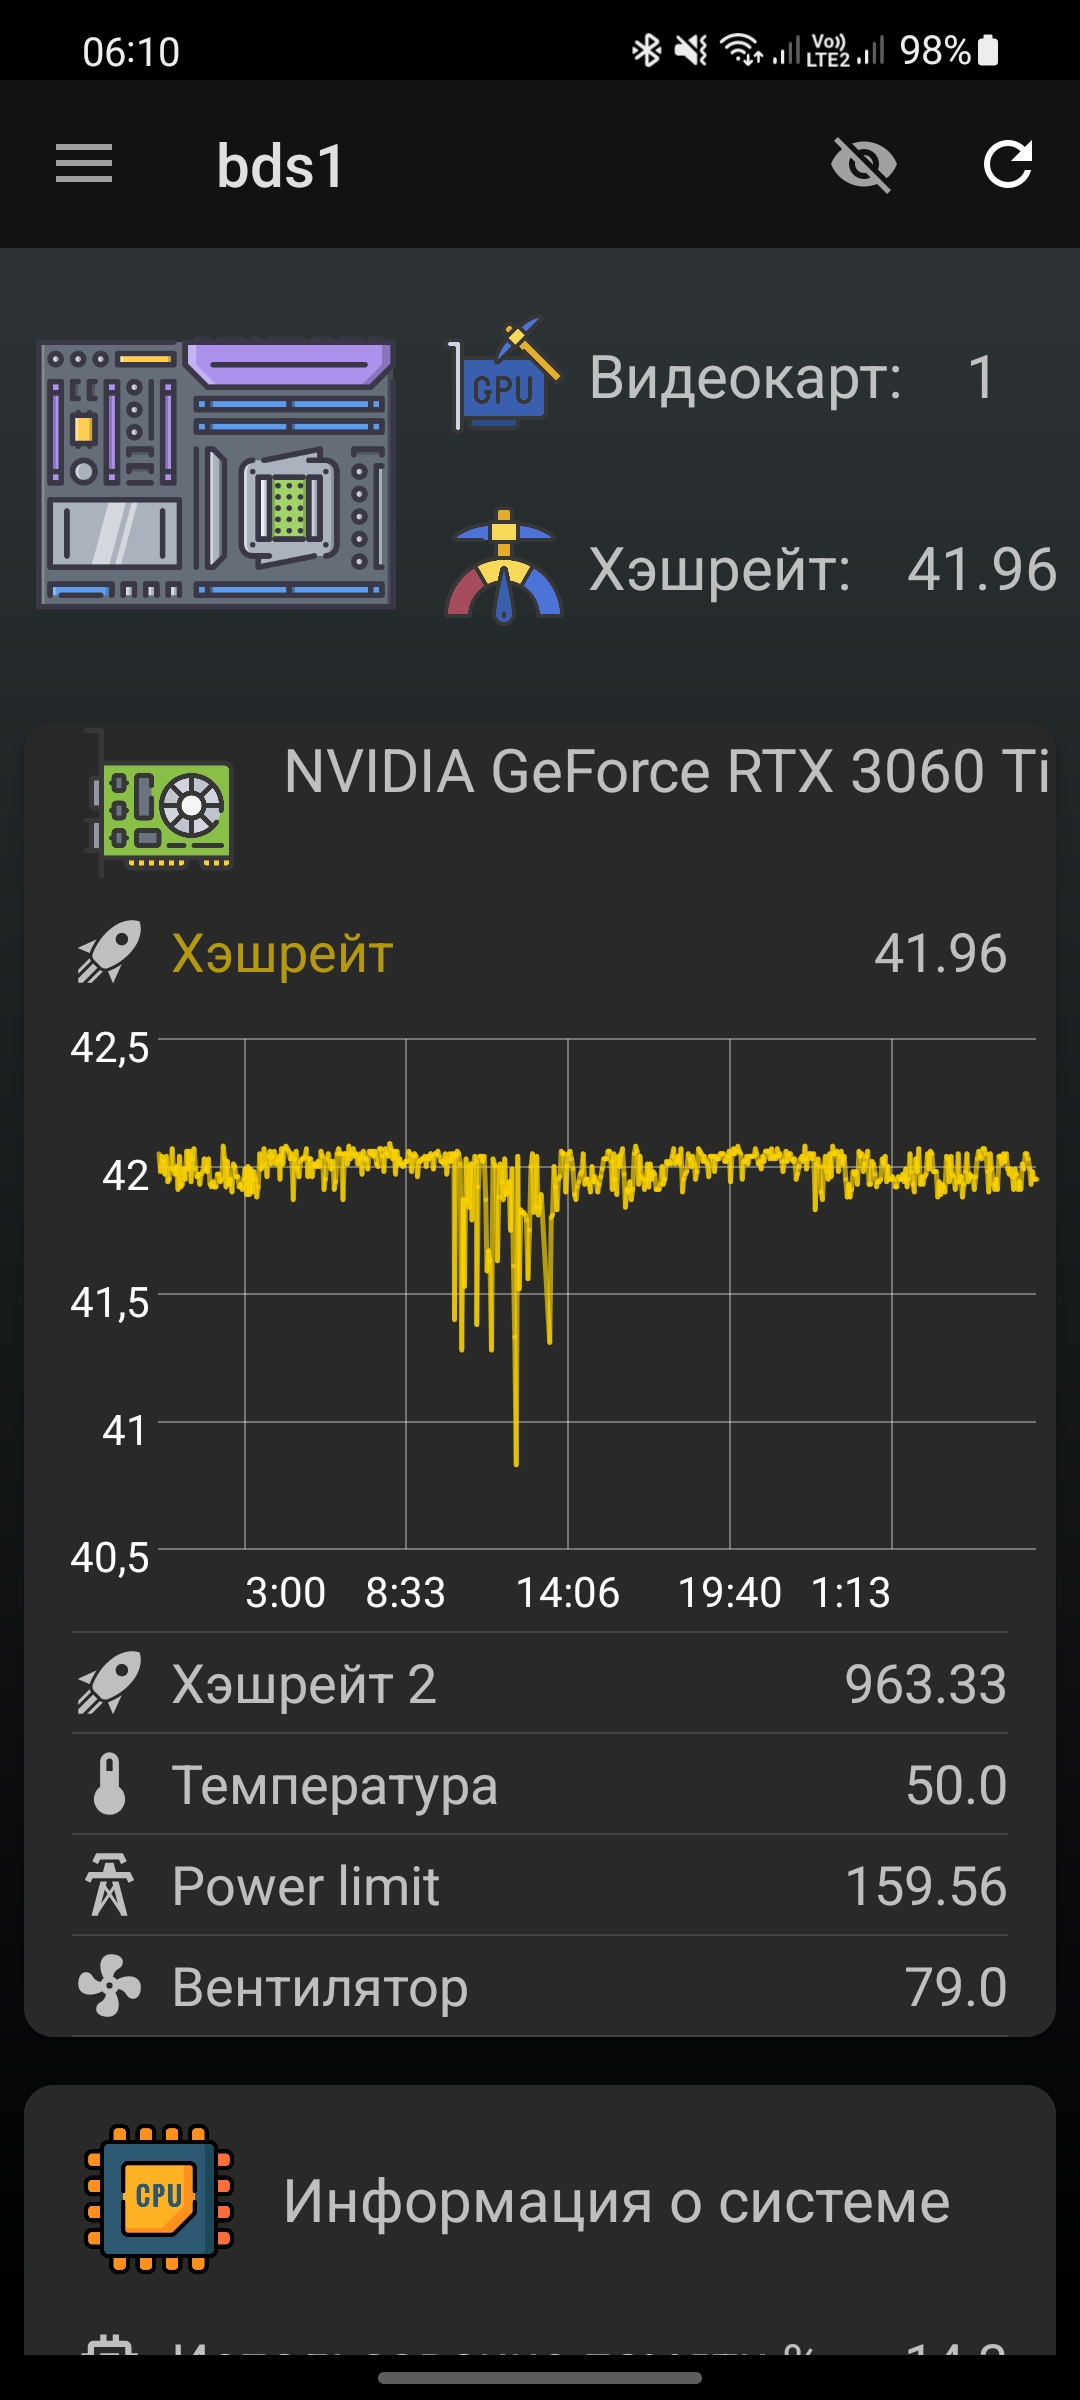 06:10 Vo)) LTE2 98%
bds1
GPU Видеокарт: 1
Хэшрейт: 41.96
NVIDIA GeForce RTX 3060 Ti
Хэшрейт 41.96
42,5
42
41,5
41
40,5
3:00 8:33 14:06 19:40 1:13
Хэшрейт 2 963.33
Температура 50.0
Power limit 159.56
Вентилятор 79.0
CPU Информация о системе